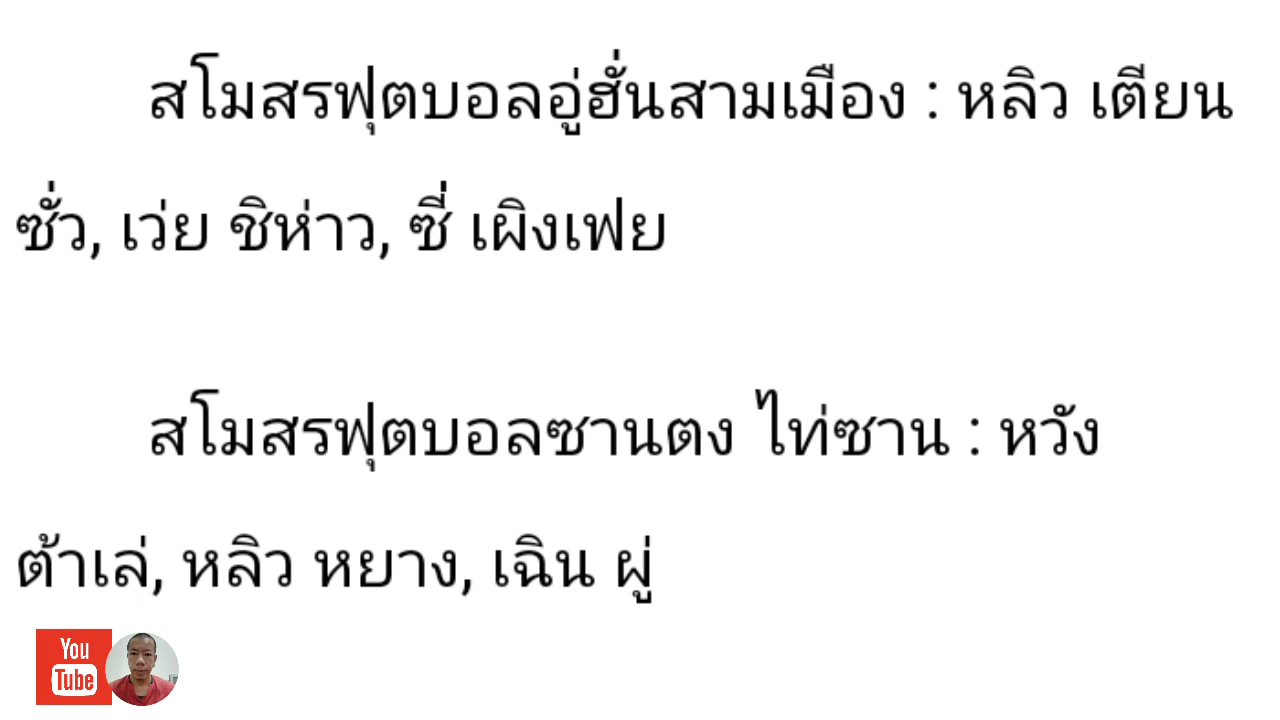 สโมสรฟุตบอลอู่ฮั่นสามเมือง : หลิว เตียน
ซั่ว, เว่ย ชิห่าว, ซี่ เผิงเฟย
สโมสรฟุตบอลซานตง ไท่ซาน : หวัง
ต้าเล่, หลิว หยาง, เฉิน ผู่
You
Tube